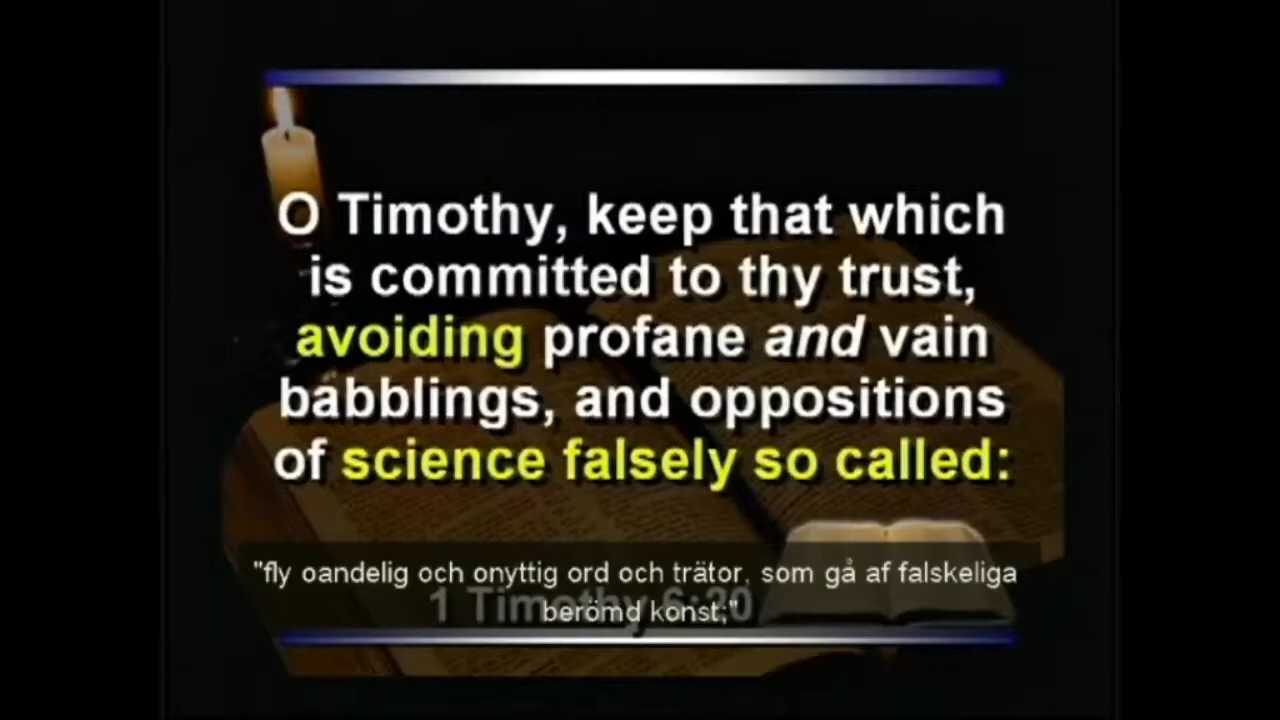 O Timothy, keep that which
is committed to thy trust,
avoiding profane and vain
babblings, and oppositions
of science falsely so called:
"fly oandelig och onyttig ord och trätor, som gå af falskeliga
1 Timothy 6:20
berömd konst;"